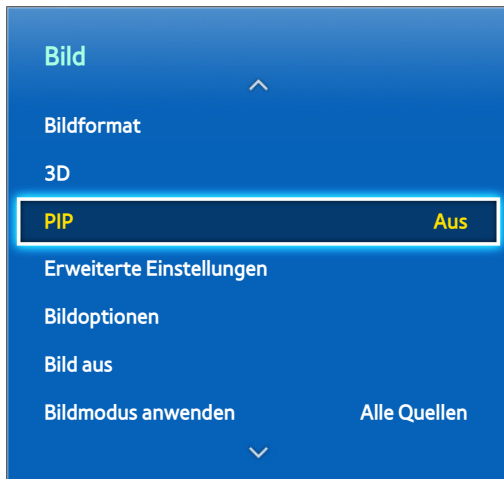 Bild
Bildformat
3D
PIP Aus
Erweiterte Einstellungen
Bildoptionen
Bild aus
Bildmodus anwenden Alle Quellen